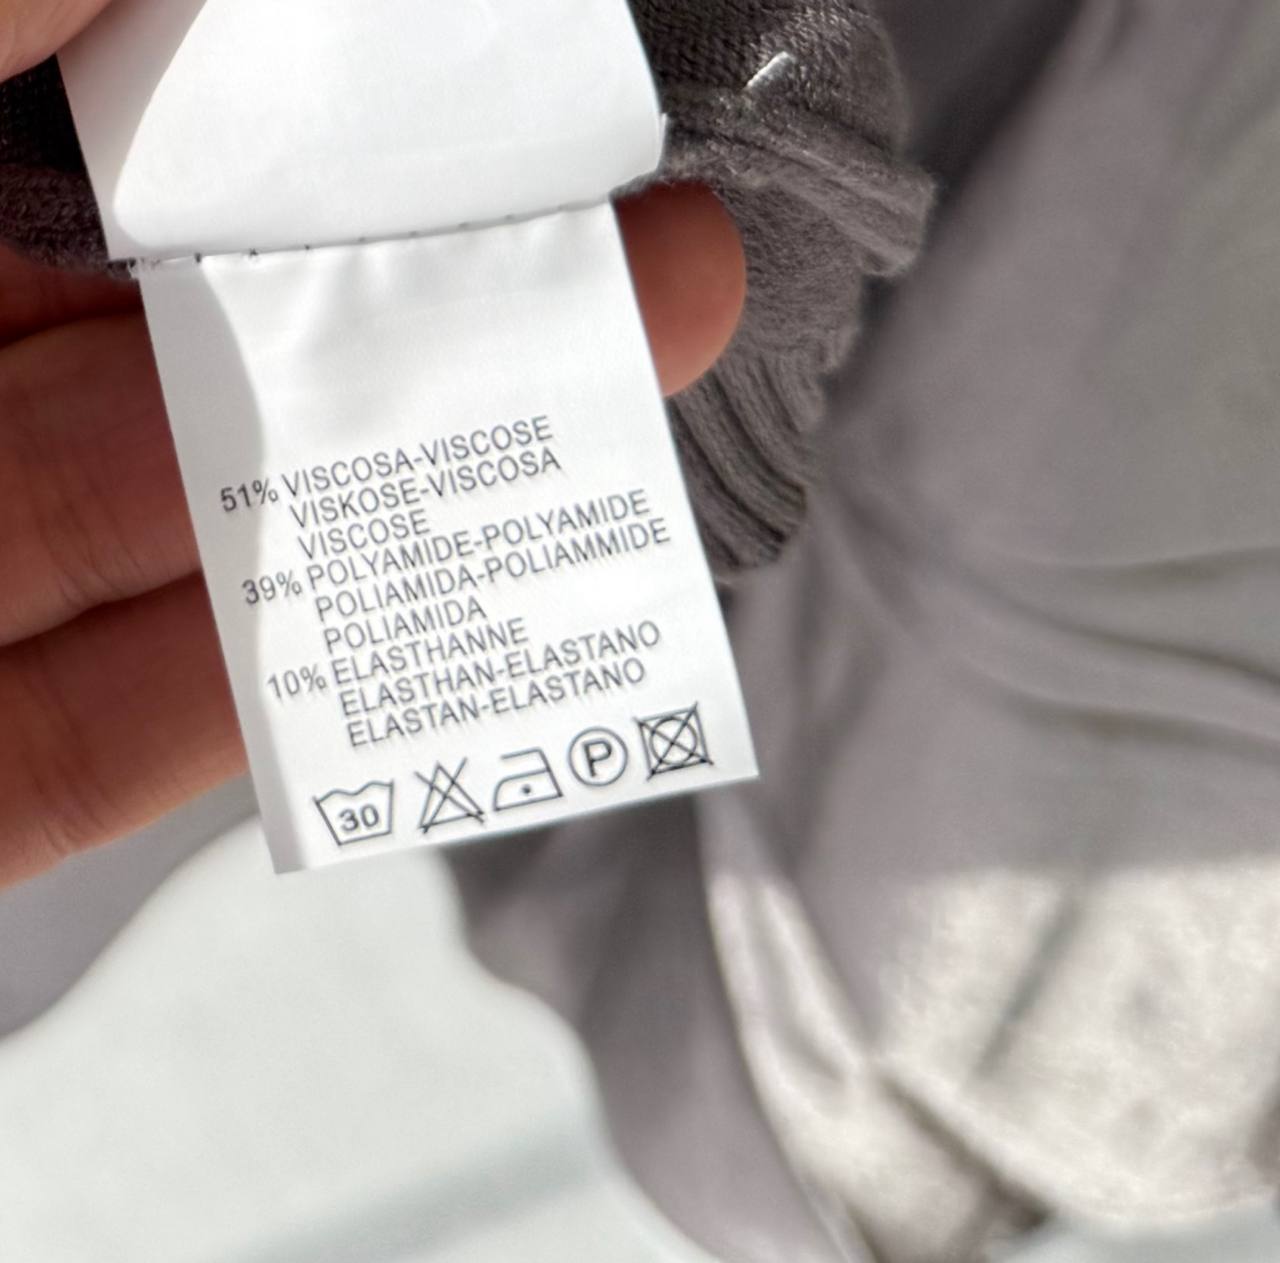 51% VISCOSA-VISCOSE
VISKOSE-VISCOSA
VISCOSE
39% POLYAMIDE-POLYAMIDE
POLIAMIDA-POLIAMMIDE
POLIAMIDA
10% ELASTHANNE
ELASTHAN-ELASTANO
ELASTAN-ELASTANO
30 P